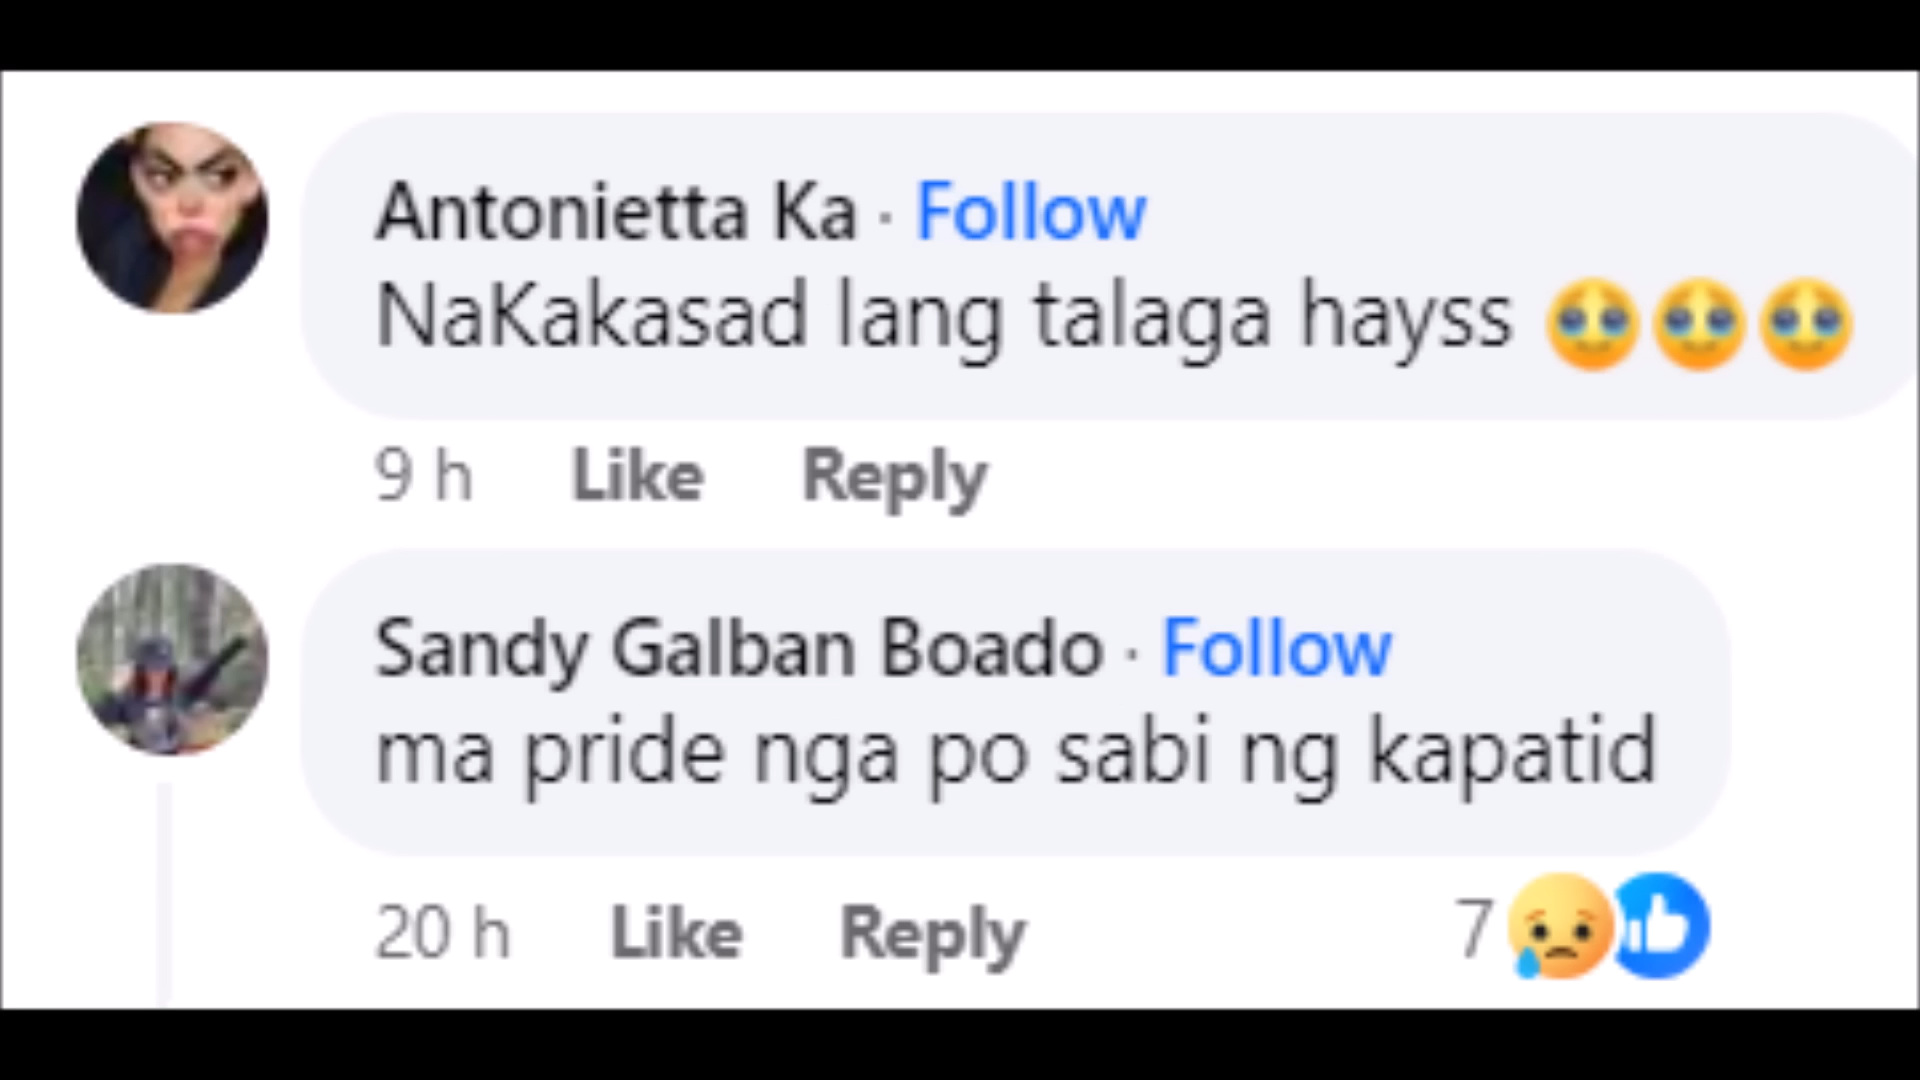 Antonietta Ka · Follow
NaKakasad lang talaga hayss 🥹🥹🥹
9 h Like Reply
Sandy Galban Boado · Follow
ma pride nga po sabi ng kapatid
20 h Like Reply 7